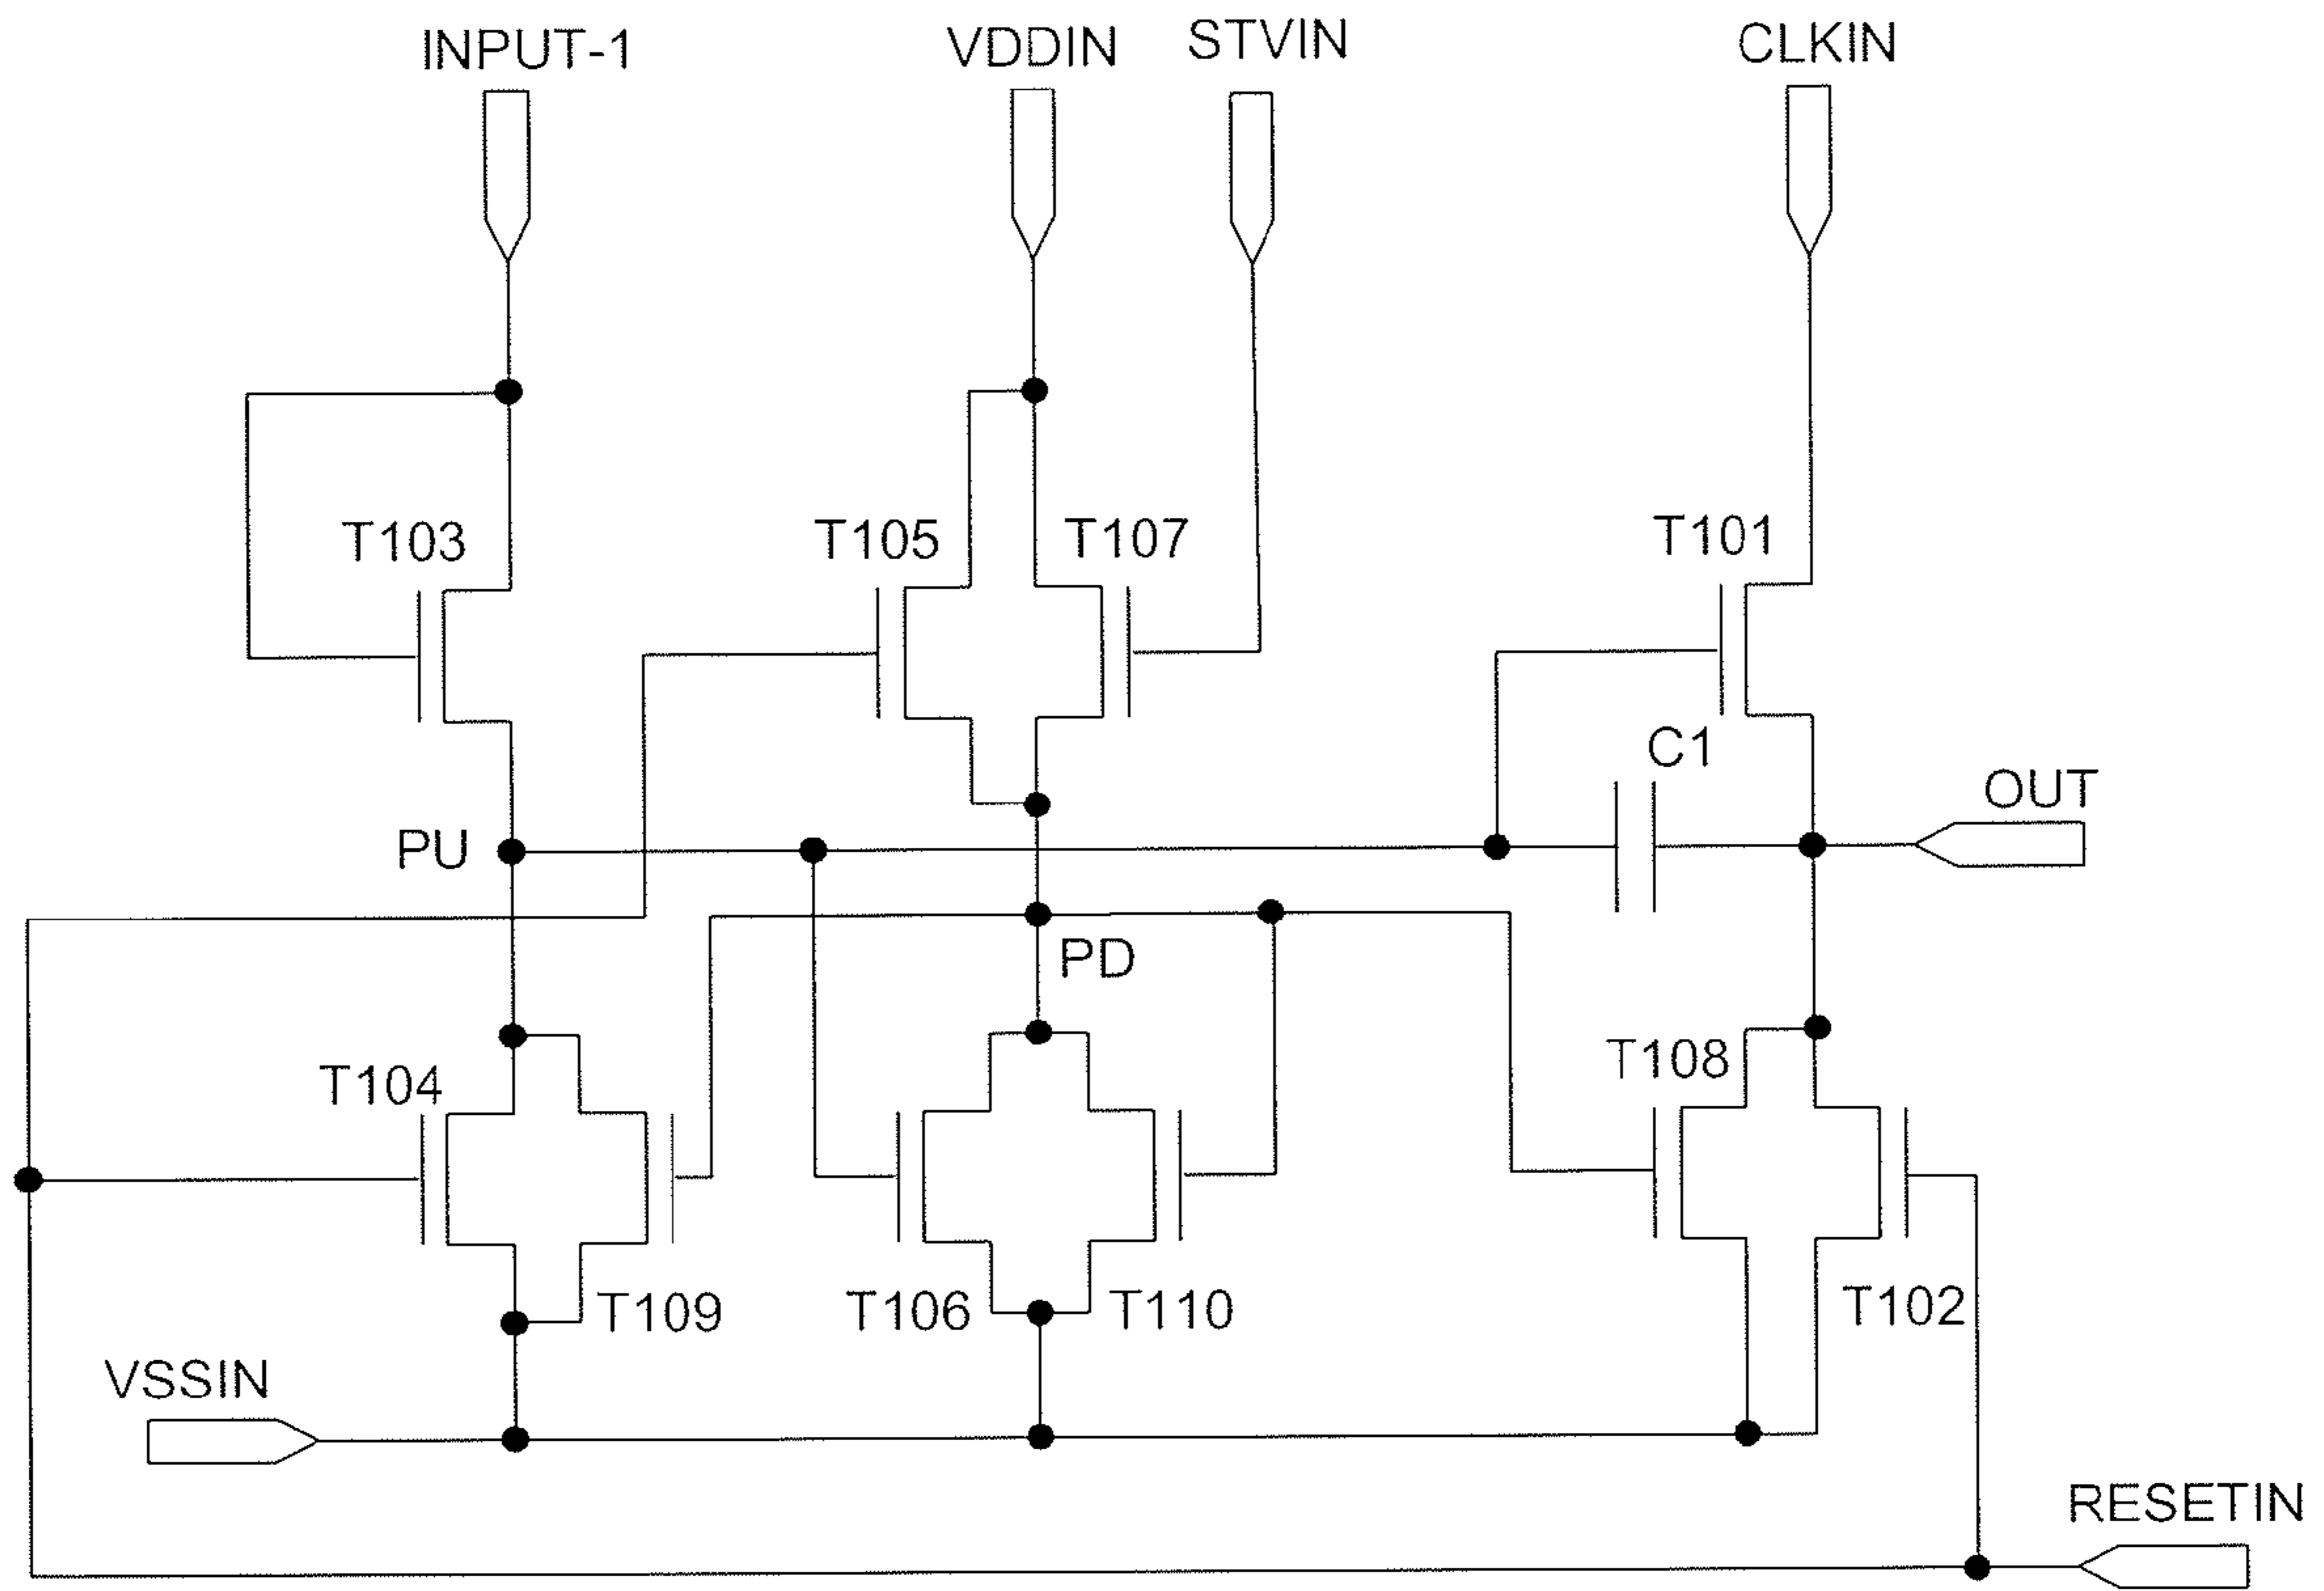 INPUT-1
VDDIN
STVIN
CLKIN
T103
T105
T107
T101
C1
OUT
PU
PD
T104
T108
T109
T106
T110
T102
VSSIN
RESETIN